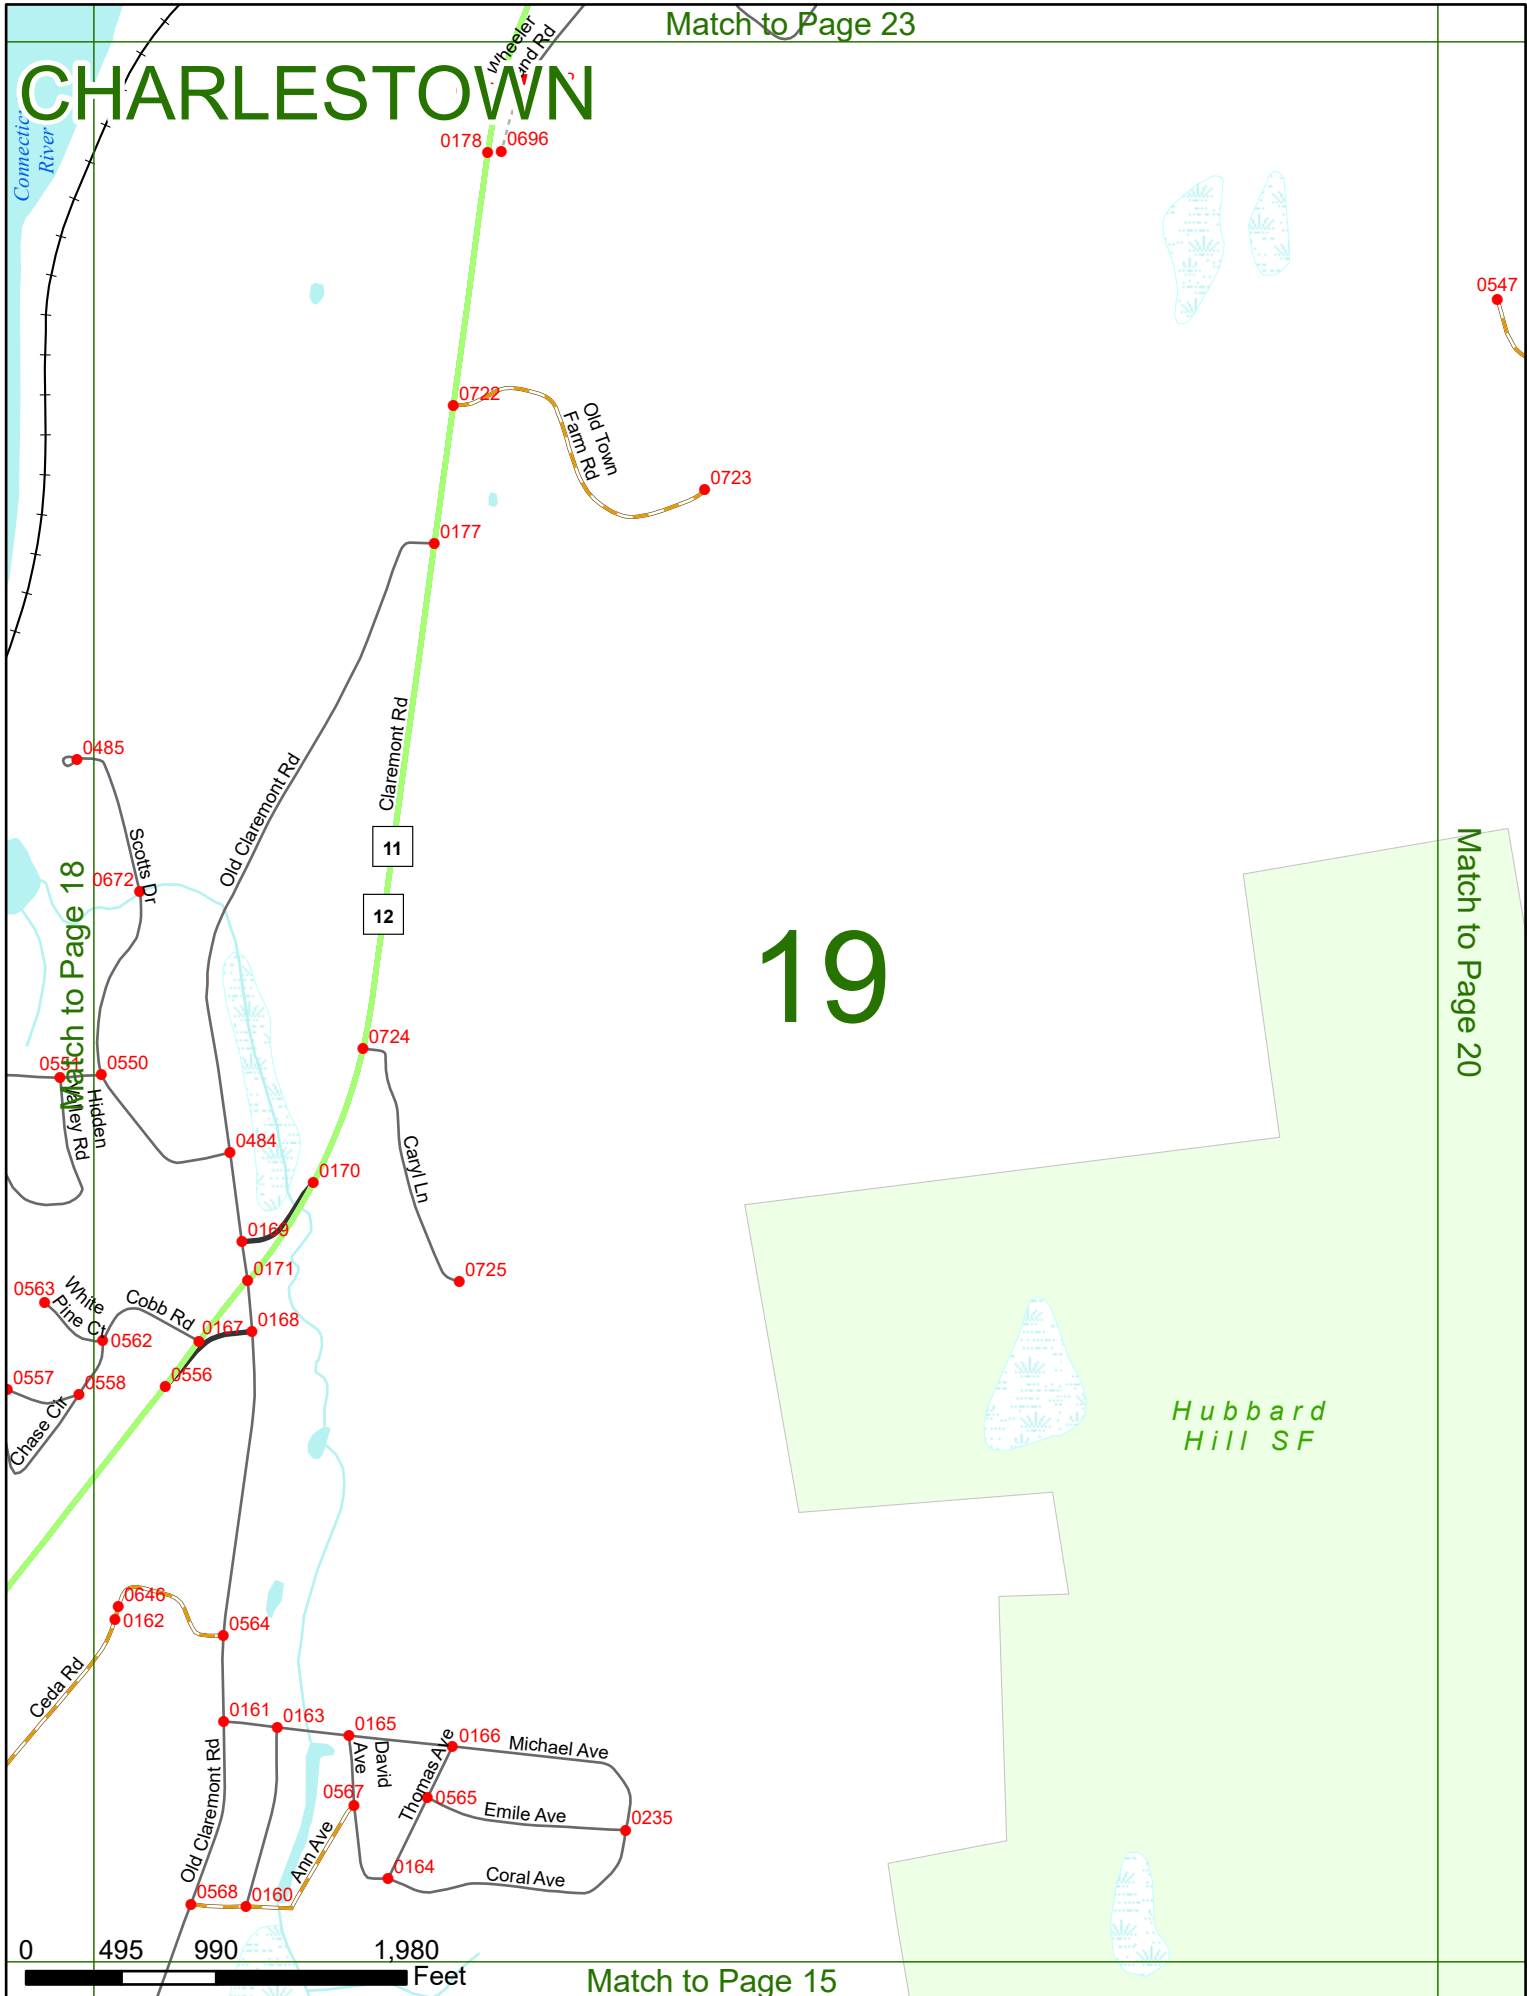 Match to Page 23
CHARLESTOWN
Wheeler
and Rd
Connectic
River
0178
0696
0547
0722
Old Town
Farm Rd
0723
0177
Claremont Rd
Old Claremont Rd
0485
Scotts Dr
0672
11
12
19
Match to Page 18
Match to Page 20
0724
0551
0550
Hidden
Valley Rd
0484
Caryl Ln
0170
0169
0171
0725
0563
White
Pine Ct
Cobb Rd
0562
0167
0168
0557
0558
0556
Chase Cir
Hubbard
Hill SF
0646
0162
0564
Ceda Rd
0161
0163
0165
0166
Michael Ave
David
Ave
Thomas Ave
Old Claremont Rd
0567
0565
Emile Ave
0235
Ann Ave
0164
Coral Ave
0568
0160
0 495 990 1,980
Feet
Match to Page 15